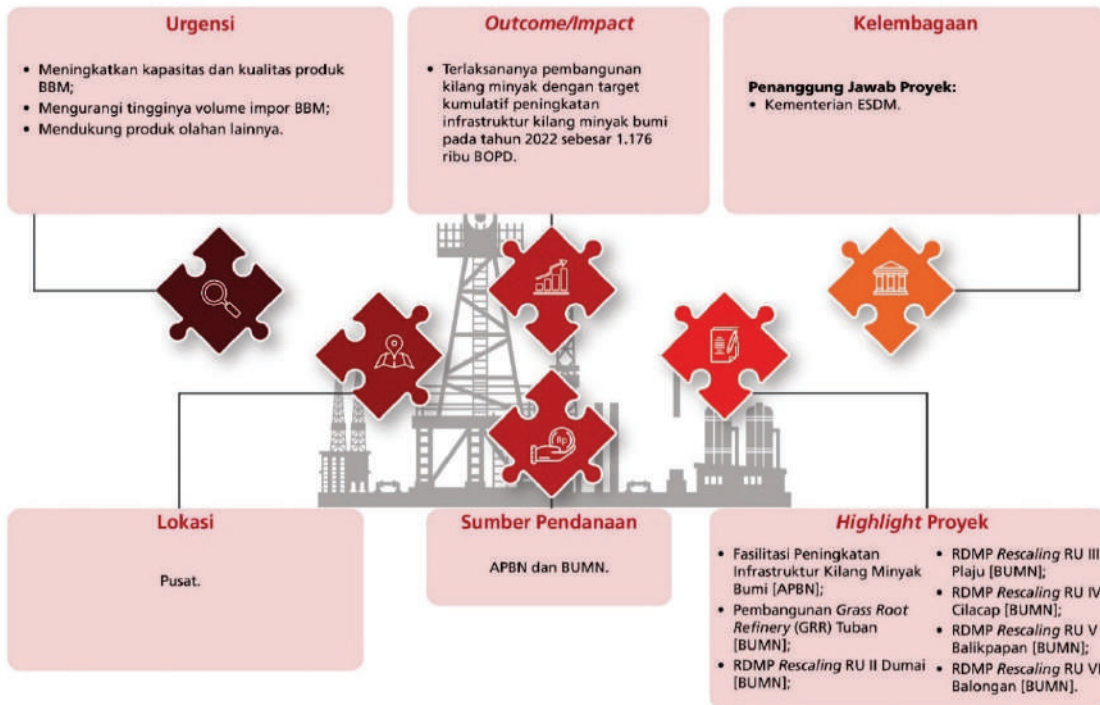 Urgensi
• Meningkatkan kapasitas dan kualitas produk
BBM;
• Mengurangi tingginya volume impor BBM;
• Mendukung produk olahan lainnya.
Outcome/Impact
• Terlaksananya pembangunan
kilang minyak dengan target
kumulatif peningkatan
infrastruktur kilang minyak bumi
pada tahun 2022 sebesar 1.176
ribu BOPD.
Kelembagaan
Penanggung Jawab Proyek:
• Kementerian ESDM.
Rp
Lokasi
Pusat.
Sumber Pendanaan
APBN dan BUMN.
Highlight Proyek
• Fasilitasi Peningkatan
Infrastruktur Kilang Minyak
Bumi [APBN];
• Pembangunan Grass Root
Refinery (GRR) Tuban
[BUMN];
• RDMP Rescaling RU II Dumai
[BUMN];
• RDMP Rescaling RU III
Plaju [BUMN];
• RDMP Rescaling RU IV
Cilacap [BUMN];
• RDMP Rescaling RU V
Balikpapan [BUMN];
• RDMP Rescaling RU VI
Balongan [BUMN].